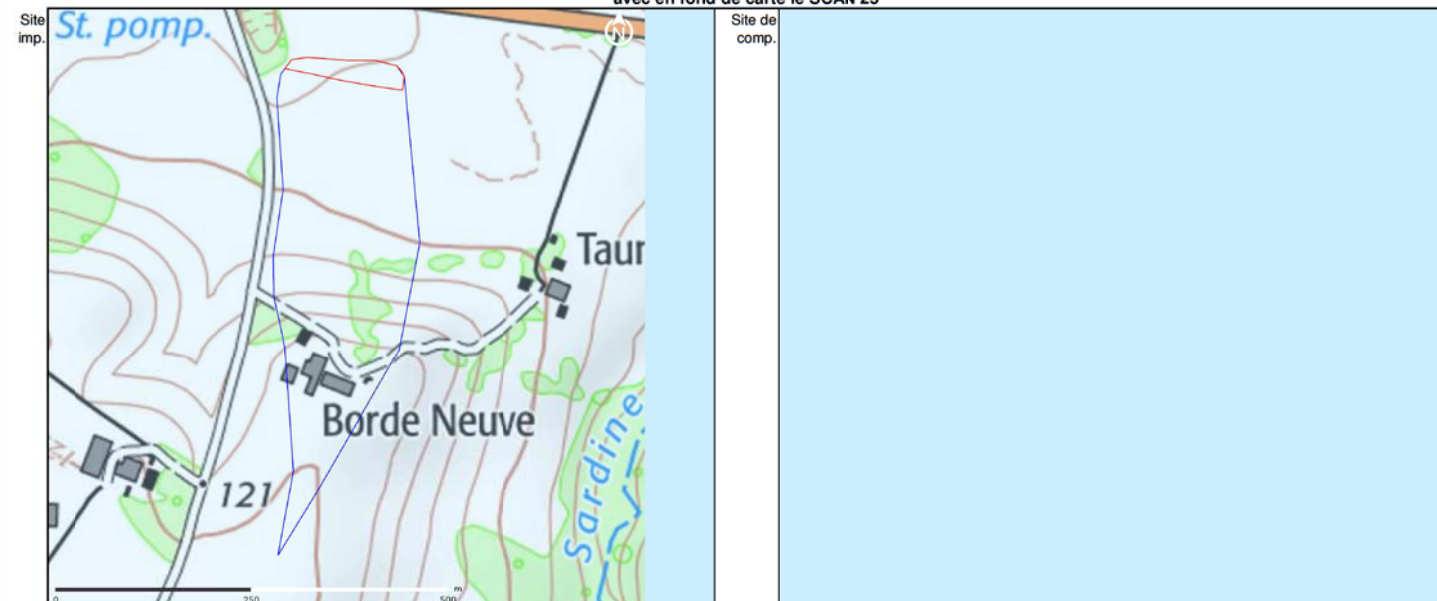 avec en fond de carte le SCAN 25
Site
imp.
Site de
comp.
St. pomp.
N
Taur
Borde Neuve
121
Sardine
m
0
250
500